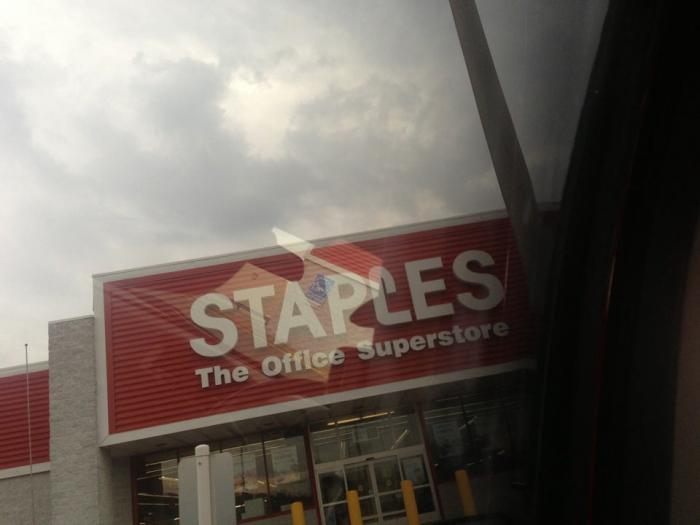 STAPLES
The Office Superstore